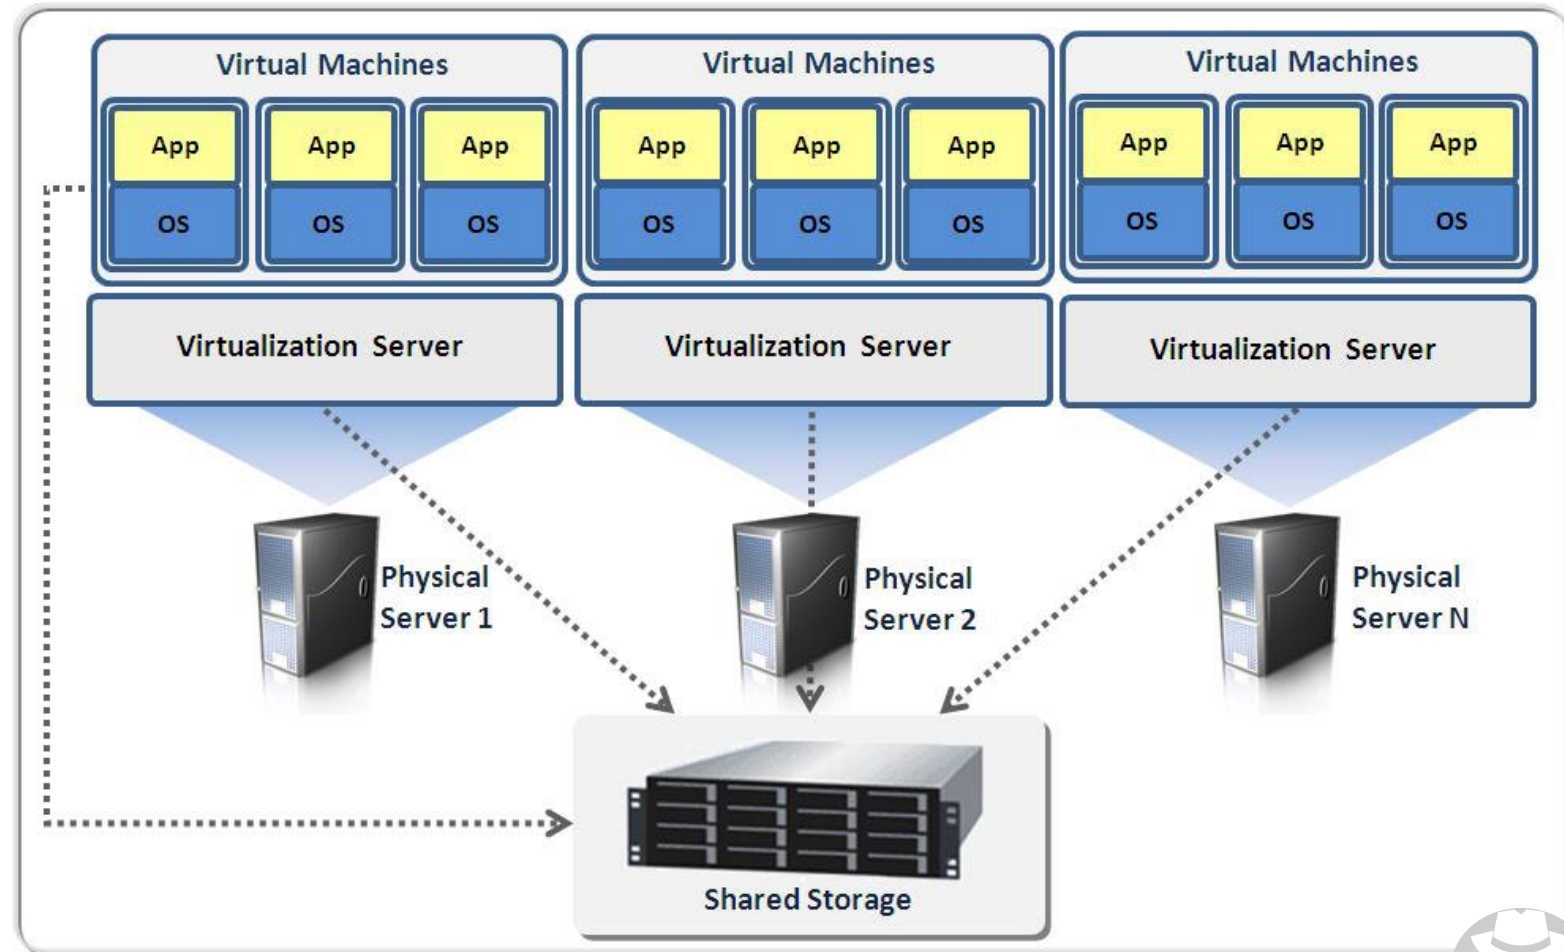 Virtual Machines
App App App
OS OS OS
Virtualization Server
Virtual Machines
App App App
OS OS OS
Virtualization Server
Virtual Machines
App App App
OS OS OS
Virtualization Server
Physical
Server 1
Physical
Server 2
Physical
Server N
Shared Storage